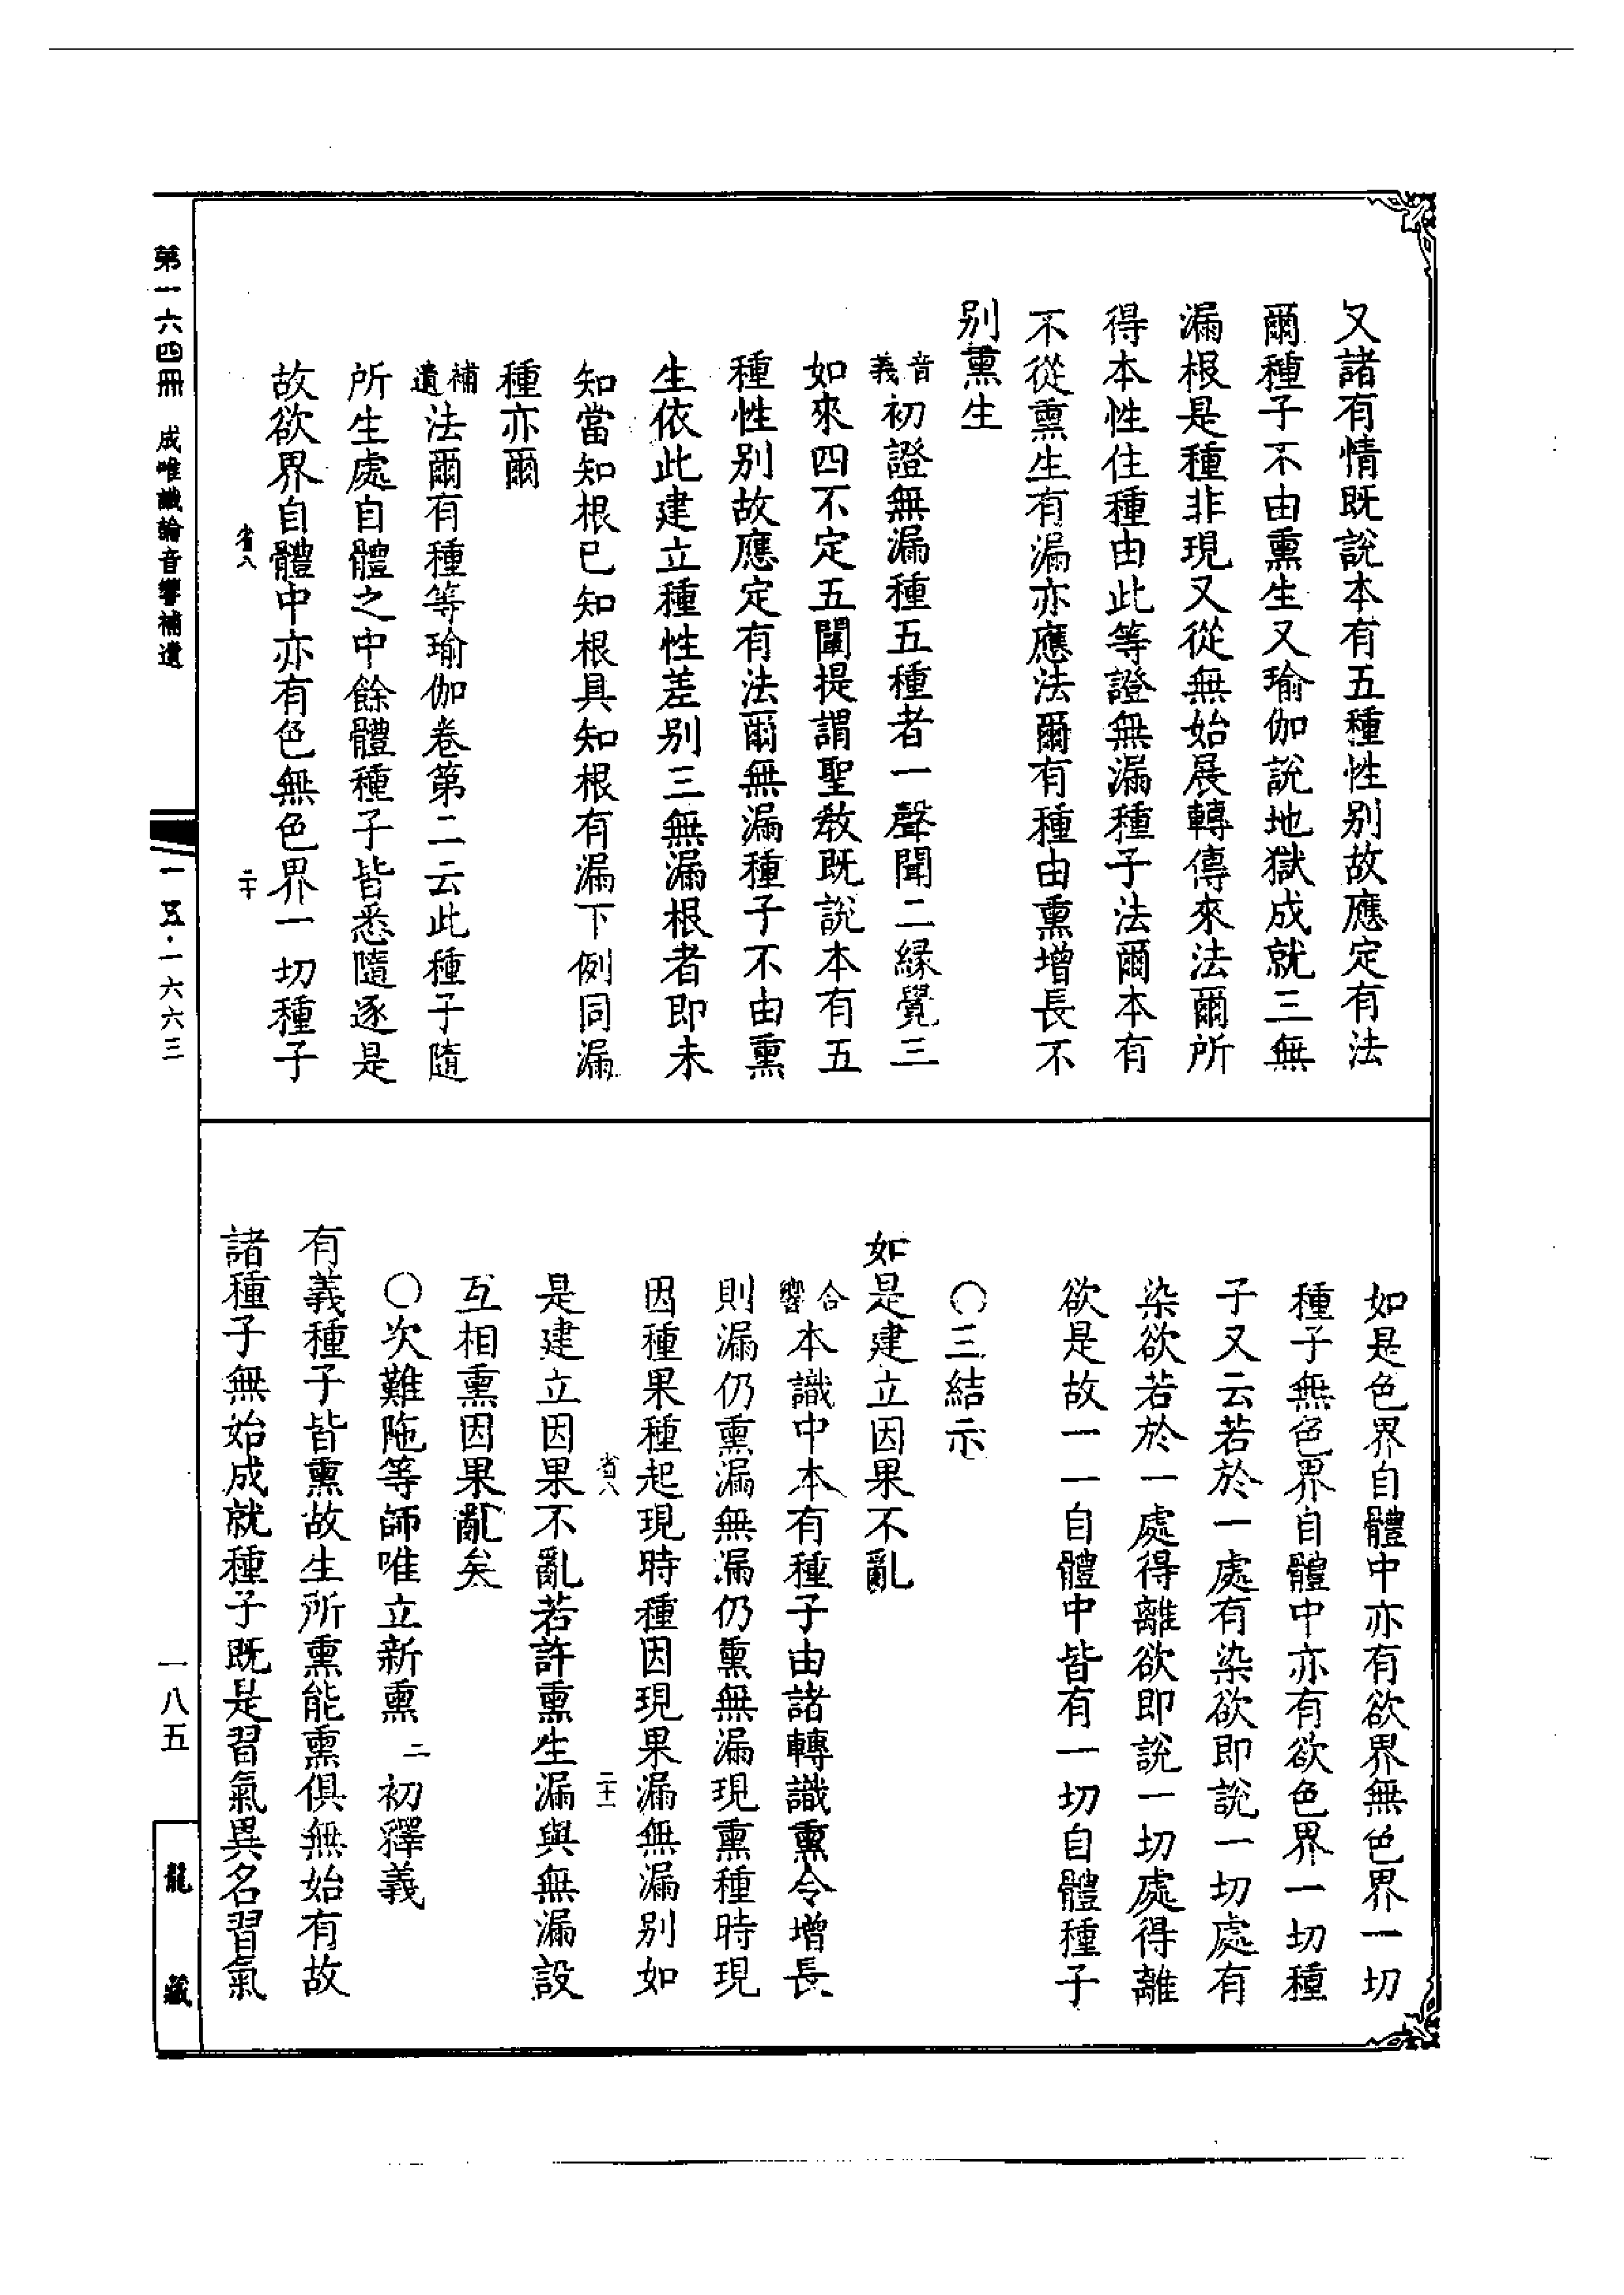 又諸有情既說本有五種性別故應定有法
爾種子不由熏生又瑜伽說地獄成就三無
漏根是種非現又從無始展轉傳來法爾所
得本性住種由此等證無漏種子法爾本有
不從熏生有漏亦應法爾有種由熏增長不
別熏生
音義初證無漏種五種者一聲聞二緣覺三
如來四不定五闡提謂聖教既說本有五
種性別故應定有法爾無漏種子不由熏
生依此建立種性差別三無漏根者即未
知當知根已知根具知根有漏下例同漏
種亦爾
補遺法爾有種等瑜伽卷第二云此種子隨
所生處自體之中餘體種子皆悉隨逐是
故欲界自體中亦有色無色界一切種子
省八 二十
如是色界自體中亦有欲界無色界一切
種子無色界自體中亦有欲色界一切種
子又云若於一處有染欲即說一切處有
染欲若於一處得離欲即說一切處得離
欲是故一一自體中皆有一切自體種子
○三結示
如是建立因果不亂
合響本識中本有種子由諸轉識熏令增長
則漏仍熏漏無漏仍熏無漏現熏種時現
因種果種起現時種因現果漏無漏別如
省八 二十一
是建立因果不亂若許熏生漏與無漏設
互相熏因果亂矣
○次難陁等師唯立新熏二初釋義
有義種子皆熏故生所熏能熏俱無始有故
諸種子無始成就種子既是習氣異名習氣
第一六四冊 成唯識論音響補遺
一一五·一六六三
一八五
龍藏